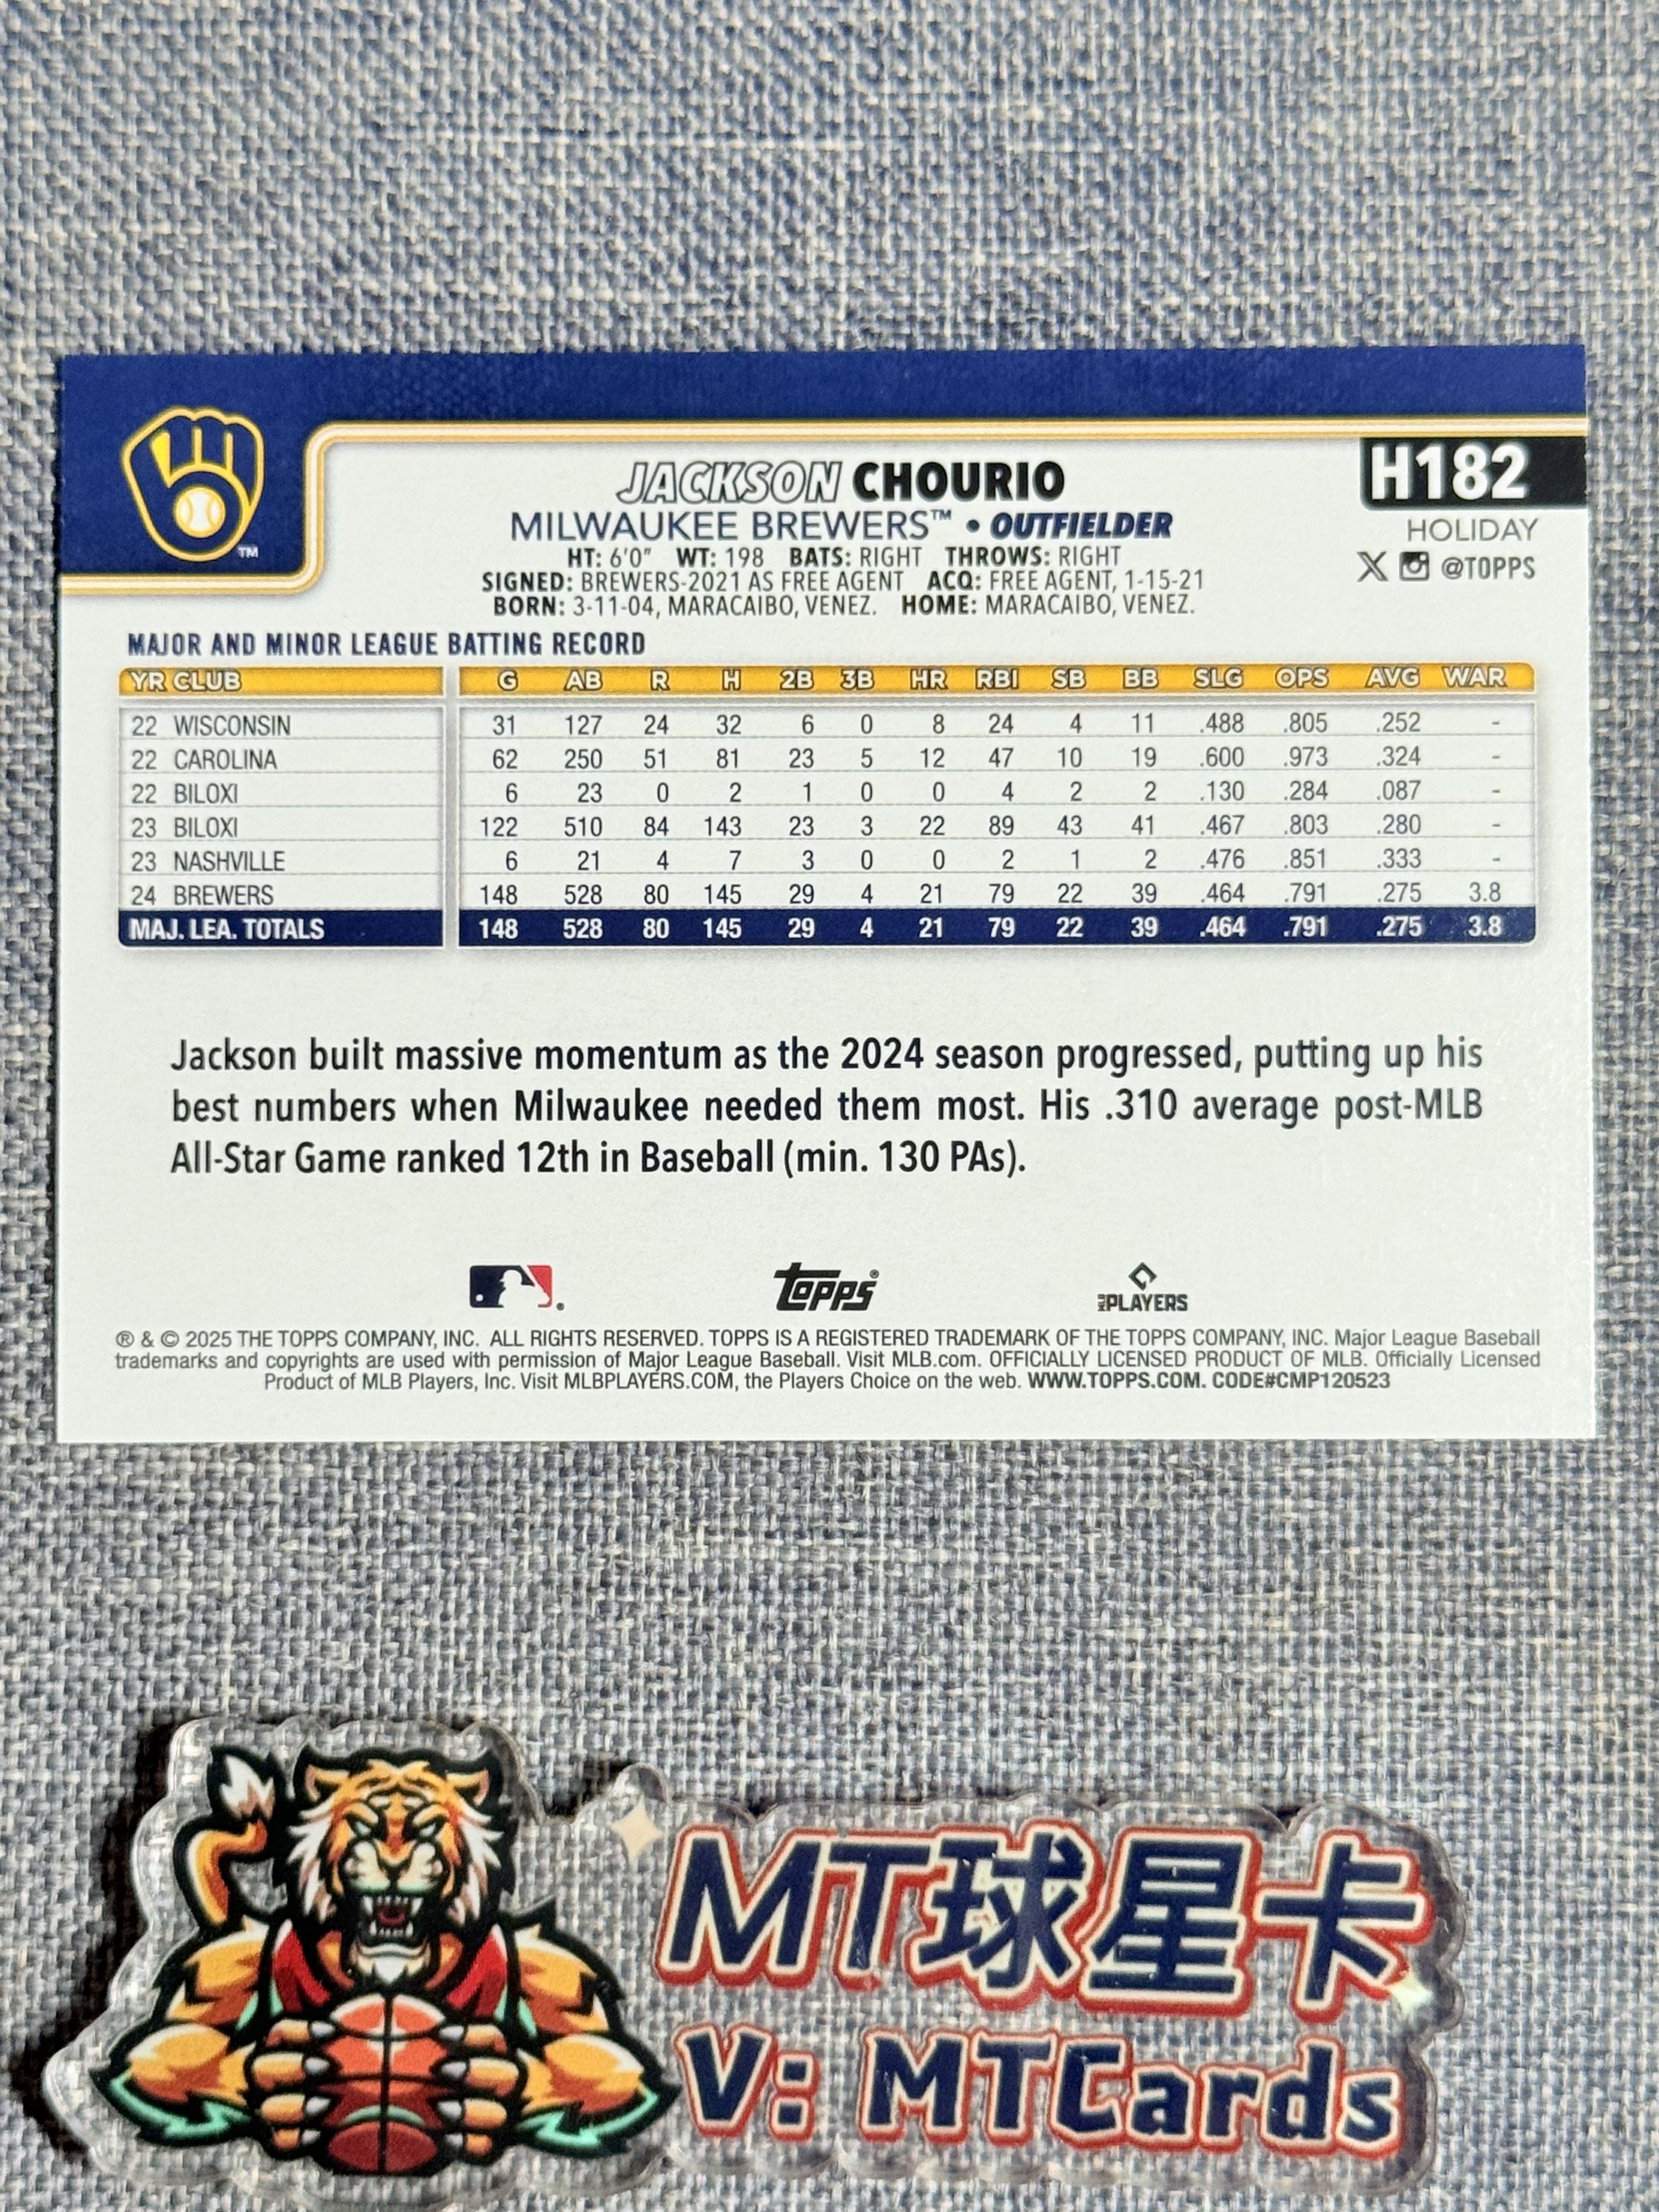 JACKSON CHOURIO
H182
MILWAUKEE BREWERS™ • OUTFIELDER
HOLIDAY
HT: 6'0" WT: 198 BATS: RIGHT THROWS: RIGHT
X @TOPPS
SIGNED: BREWERS-2021 AS FREE AGENT ACQ: FREE AGENT, 1-15-21
BORN: 3-11-04, MARACAIBO, VENEZ. HOME: MARACAIBO, VENEZ.
TM
MAJOR AND MINOR LEAGUE BATTING RECORD
YR CLUB G AB R H 2B 3B HR RBI SB BB SLG OPS AVG WAR
22 WISCONSIN 31 127 24 32 6 0 8 24 4 11 .488 .805 .252 -
22 CAROLINA 62 250 51 81 23 5 12 47 10 19 .600 .973 .324 -
22 BILOXI 6 23 0 2 1 0 0 4 2 2 .130 .284 .087 -
23 BILOXI 122 510 84 143 23 3 22 89 43 41 .467 .803 .280 -
23 NASHVILLE 6 21 4 7 3 0 0 2 1 2 .476 .851 .333 -
24 BREWERS 148 528 80 145 29 4 21 79 22 39 .464 .791 .275 3.8
MAJ. LEA. TOTALS 148 528 80 145 29 4 21 79 22 39 .464 .791 .275 3.8
Jackson built massive momentum as the 2024 season progressed, putting up his
best numbers when Milwaukee needed them most. His .310 average post-MLB
All-Star Game ranked 12th in Baseball (min. 130 PAs).
Topps®
PLAYERS
® & © 2025 THE TOPPS COMPANY, INC. ALL RIGHTS RESERVED. TOPPS IS A REGISTERED TRADEMARK OF THE TOPPS COMPANY, INC. Major League Baseball
trademarks and copyrights are used with permission of Major League Baseball. Visit MLB.com. OFFICIALLY LICENSED PRODUCT OF MLB. Officially Licensed
Product of MLB Players, Inc. Visit MLBPLAYERS.COM, the Players Choice on the web. WWW.TOPPS.COM. CODE#CMP120523
MT球星卡
V: MTCards